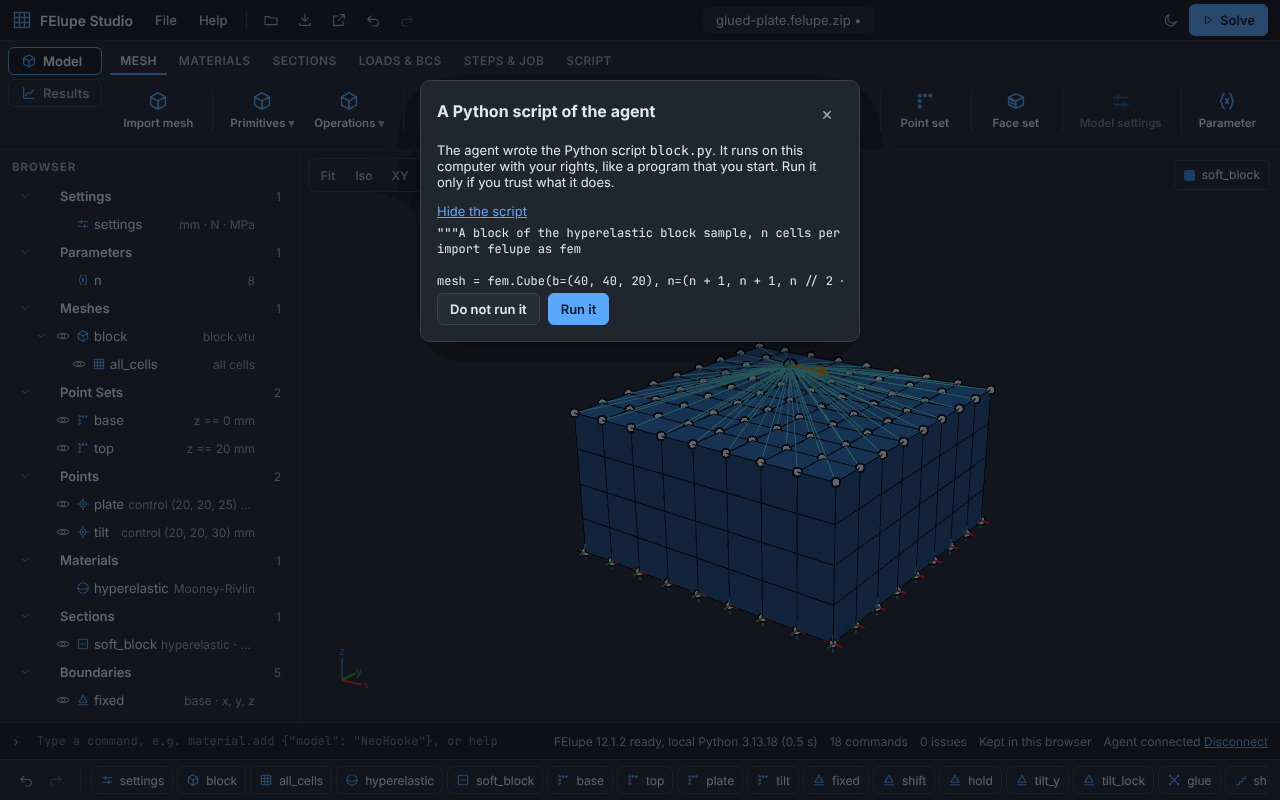 FElupe Studio File Help glued-plate.felupe.zip • Solve
Model MESH MATERIALS SECTIONS LOADS & BCS STEPS & JOB SCRIPT
Results
Import mesh Primitives ▾ Operations ▾ Point set Face set Model settings Parameter
BROWSER
Settings 1
settings mm · N · MPa
Parameters 1
n 8
Meshes 1
block block.vtu
all_cells all cells
Point Sets 2
base z == 0 mm
top z == 20 mm
Points 2
plate control (20, 20, 25) ...
tilt control (20, 20, 30) mm
Materials 1
hyperelastic Mooney-Rivlin
Sections 1
soft_block hyperelastic · ...
Boundaries 5
fixed base · x, y, z
Fit Iso XY
soft_block
A Python script of the agent
The agent wrote the Python script block.py. It runs on this
computer with your rights, like a program that you start. Run it
only if you trust what it does.
Hide the script
"""A block of the hyperelastic block sample, n cells per
import felupe as fem
mesh = fem.Cube(b=(40, 40, 20), n=(n + 1, n + 1, n // 2
Do not run it Run it
z
y
x
› Type a command, e.g. material.add {"model": "NeoHooke"}, or help FElupe 12.1.2 ready, local Python 3.13.18 (0.5 s) 18 commands 0 issues Kept in this browser Agent connected Disconnect
settings block all_cells hyperelastic soft_block base top plate tilt fixed shift hold tilt_y tilt_lock glue sh